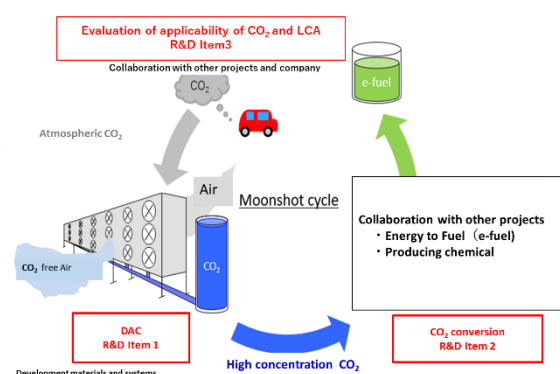 Evaluation of applicability of CO₂ and LCA
R&D Item3
Collaboration with other projects and company
CO₂
e-fuel
Atmospheric CO₂
Air
Moonshot cycle
Collaboration with other projects
・Energy to Fuel（e-fuel)
・Producing chemical
CO₂ free Air
CO₂
DAC
R&D Item 1
CO₂ conversion
R&D Item 2
High concentration CO₂
Development materials and systems